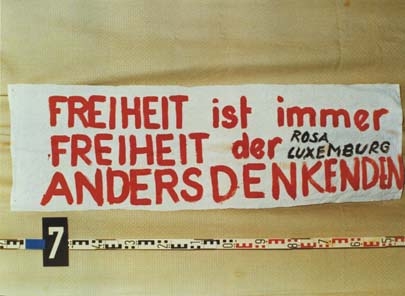 FREIHEIT ist immer
FREIHEIT der ROSA
LUXEMBURG
ANDERSDENKENDEN
7